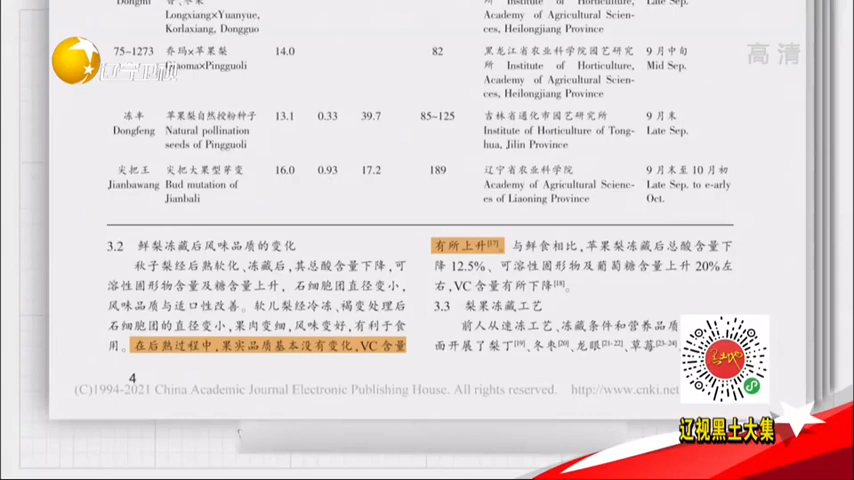 Dongmi
Longxiang×Yuanyue,
Korlaxiang, Dongguo
所 Institute of Horticulture,
Academy of Agricultural Scien-
ces, Heilongjiang Province
Late Sep.
75-1273 乔玛×苹果梨 14.0 82 黑龙江省农业科学院园艺研究 9月中旬
Qiaoma×Pingguoli 所 Institute of Horticulture, Mid Sep.
Academy of Agricultural Scien-
ces, Heilongjiang Province
冻丰 苹果梨自然授粉种子 13.1 0.33 39.7 85-125 吉林省通化市园艺研究所 9月末
Dongfeng Natural pollination Institute of Horticulture of Tong- Late Sep.
seeds of Pingguoli hua, Jilin Province
尖把王 尖把大果型芽变 16.0 0.93 17.2 189 辽宁省农业科学院 9月末至10月初
Jianbawang Bud mutation of Academy of Agricultural Scienc- Late Sep. to e-arly
Jianbali es of Liaoning Province Oct.
3.2 鲜梨冻藏后风味品质的变化
秋子梨经后熟软化、冻藏后,其总酸含量下降,可
溶性固形物含量及糖含量上升,石细胞团直径变小,
风味品质与适口性改善。软儿梨经冷冻、褐变处理后
石细胞团的直径变小,果肉变细,风味变好,有利于食
用。在后熟过程中,果实品质基本没有变化,VC含量
有所上升[17]。与鲜食相比,苹果梨冻藏后总酸含量下
降12.5%、可溶性固形物及葡萄糖含量上升20%左
右,VC含量有所下降[18]。
3.3 梨果冻藏工艺
前人从速冻工艺、冻藏条件和营养品质
面开展了梨丁[19]、冬枣[20]、龙眼[21-22]、草莓[23-24]
4
(C)1994-2021 China Academic Journal Electronic Publishing House. All rights reserved. http://www.cnki.net
辽宁卫视
高清
黑土地
辽视黑土大集